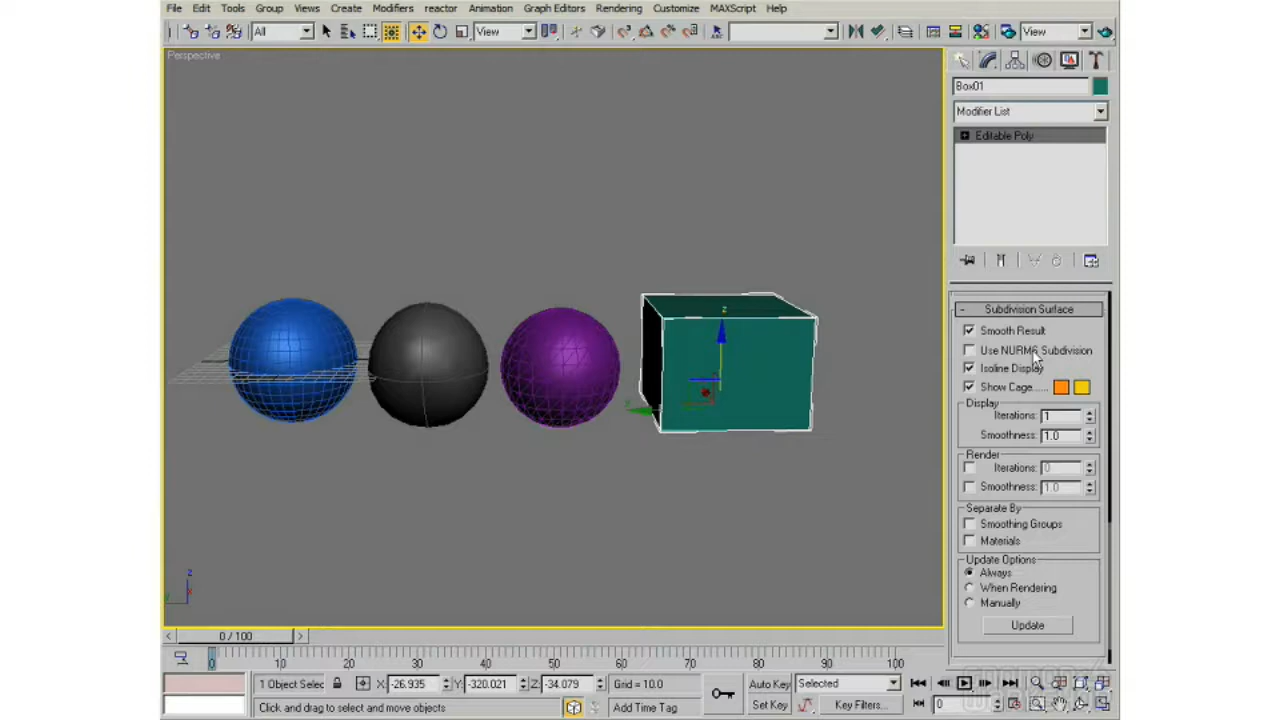 File Edit Tools Group Views Create Modifiers reactor Animation Graph Editors Rendering Customize MAXScript Help
All View View
Perspective
Box01
Modifier List
Editable Poly
- Subdivision Surface
Smooth Result
Use NURMS Subdivision
Isoline Display
Show Cage......
Display
Iterations: 1
Smoothness: 1.0
Render
Iterations: 0
Smoothness: 1.0
Separate By
Smoothing Groups
Materials
Update Options
Always
When Rendering
Manually
Update
z
z
< 0 / 100 >
0 10 20 30 40 50 60 70 80 90 100
1 Object Selec X: -26.935 Y: -320.021 Z: -34.079 Grid = 10.0 Auto Key Selected
Click and drag to select and move objects Add Time Tag Set Key Key Filters... 0